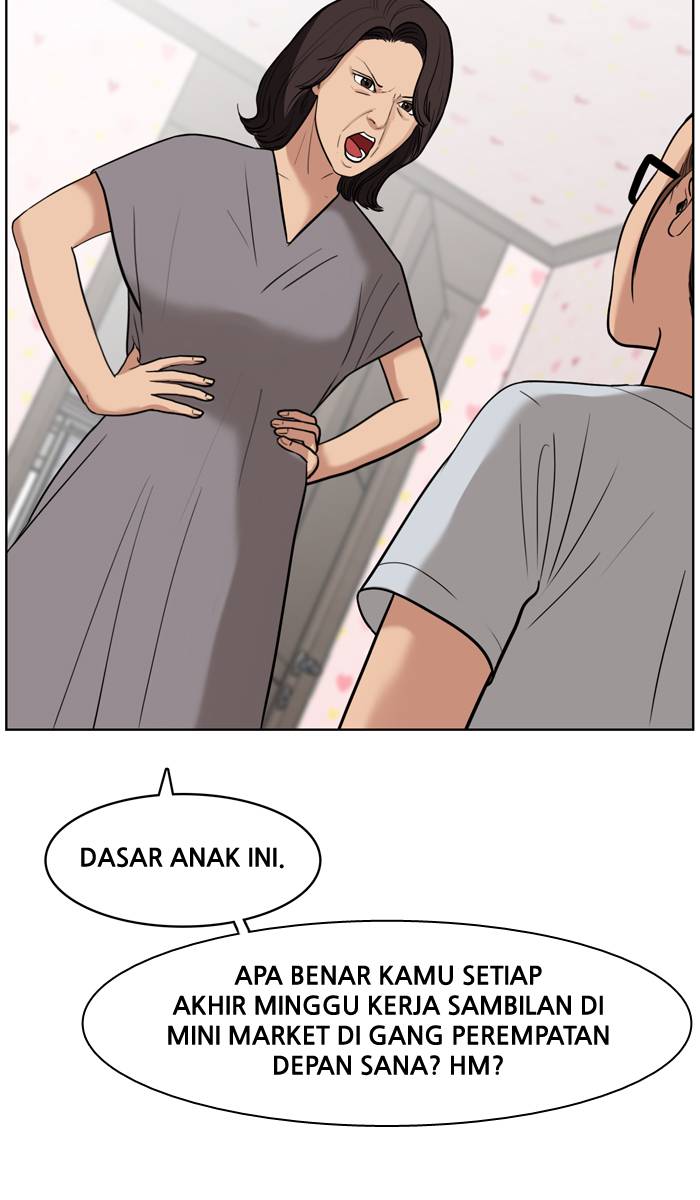 DASAR ANAK INI.
APA BENAR KAMU SETIAP
AKHIR MINGGU KERJA SAMBILAN DI
MINI MARKET DI GANG PEREMPATAN
DEPAN SANA? HM?